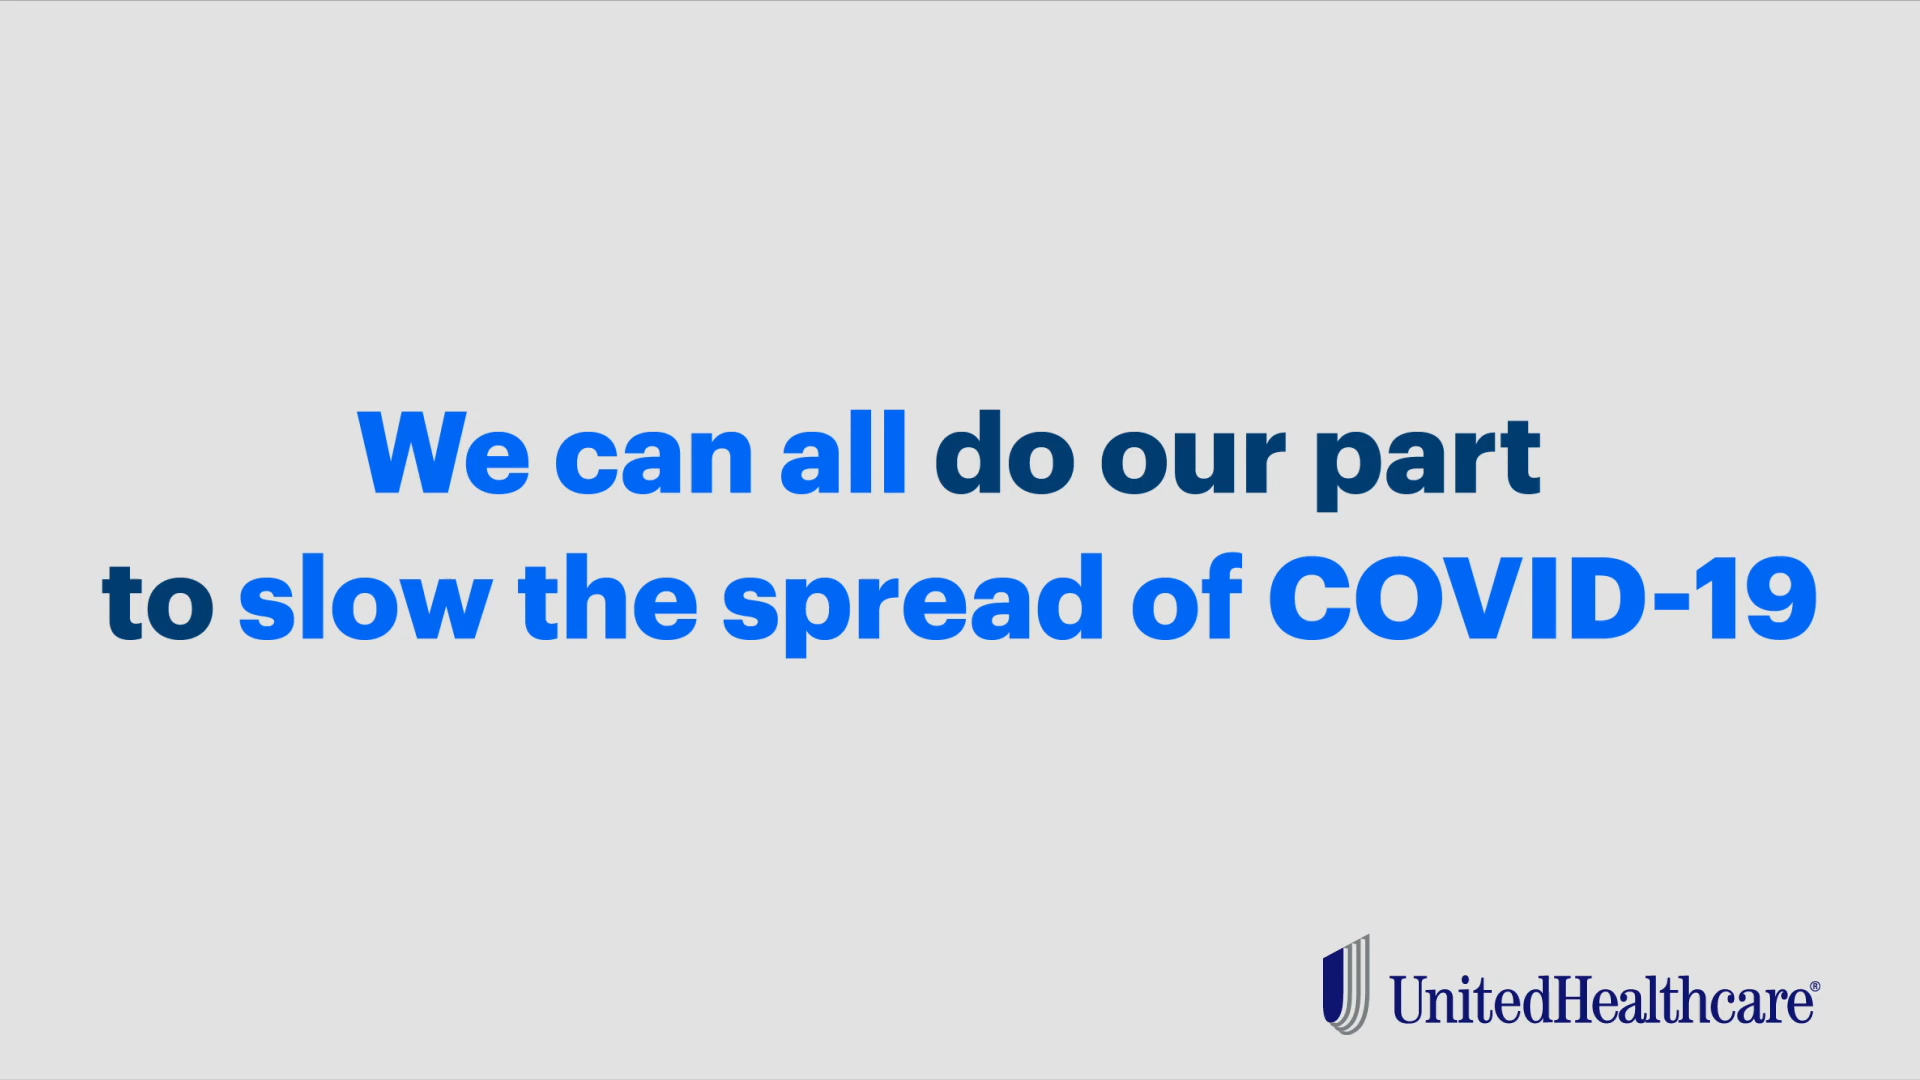 We can all do our part
to slow the spread of COVID-19
UnitedHealthcare®